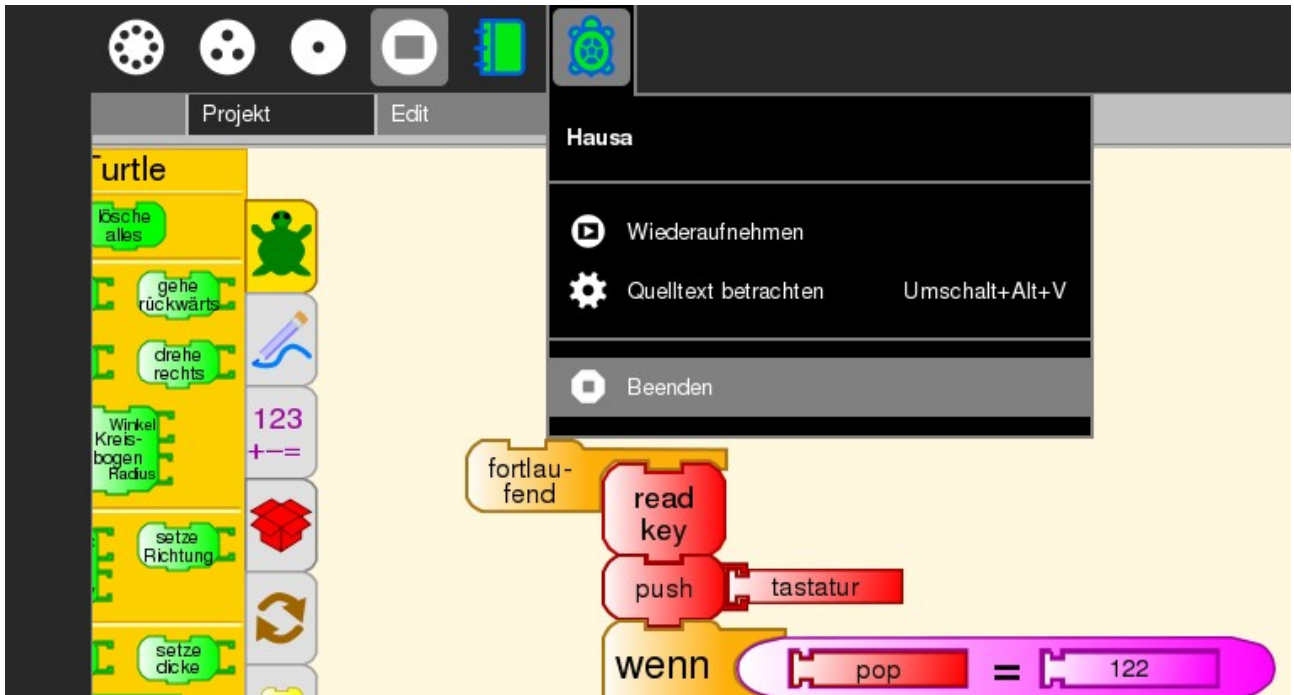 Projekt
Edit
Hausa
Wiederaufnehmen
Quelltext betrachten Umschalt+Alt+V
Beenden
urtle
lösche
alles
gehe
rückwärts
drehe
rechts
Winkel
Kreis-
bogen
Radius
setze
Richtung
setze
dicke
123
+−=
fortlau-
fend
read
key
push
tastatur
wenn
pop = 122